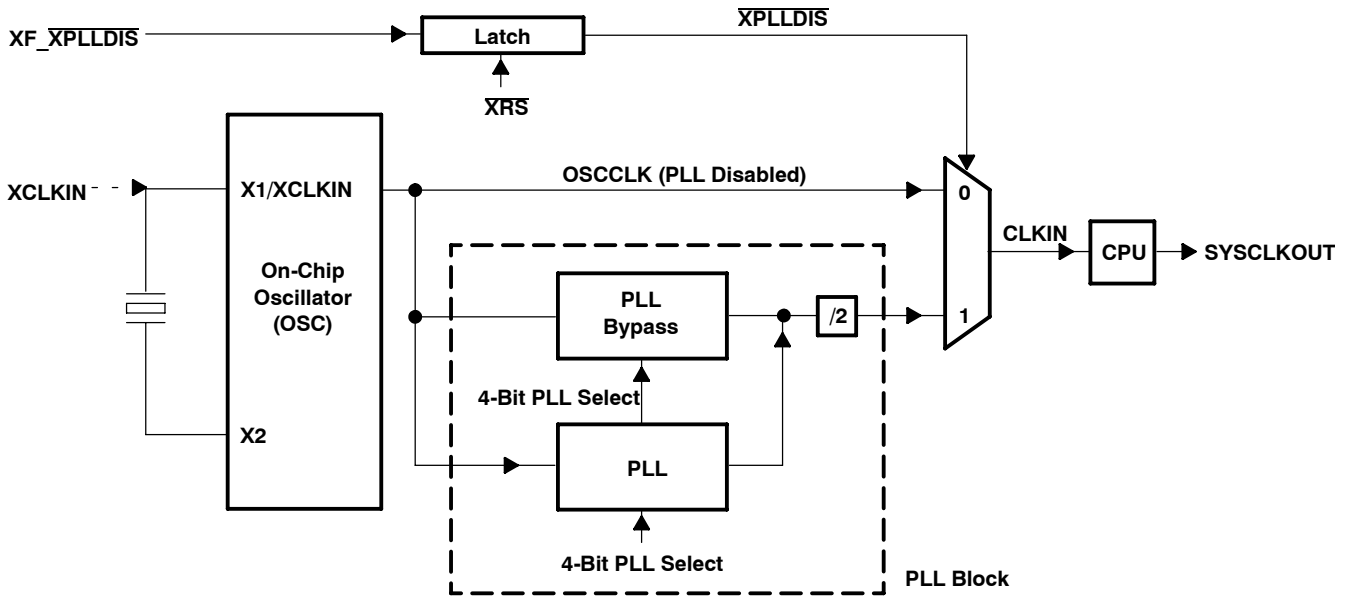 XF_XPLLDIS
Latch
XPLLDIS
XRS
XCLKIN
X1/XCLKIN
On-Chip
Oscillator
(OSC)
X2
OSCCLK (PLL Disabled)
0
1
CLKIN
CPU
SYSCLKOUT
PLL
Bypass
/2
4-Bit PLL Select
PLL
4-Bit PLL Select
PLL Block